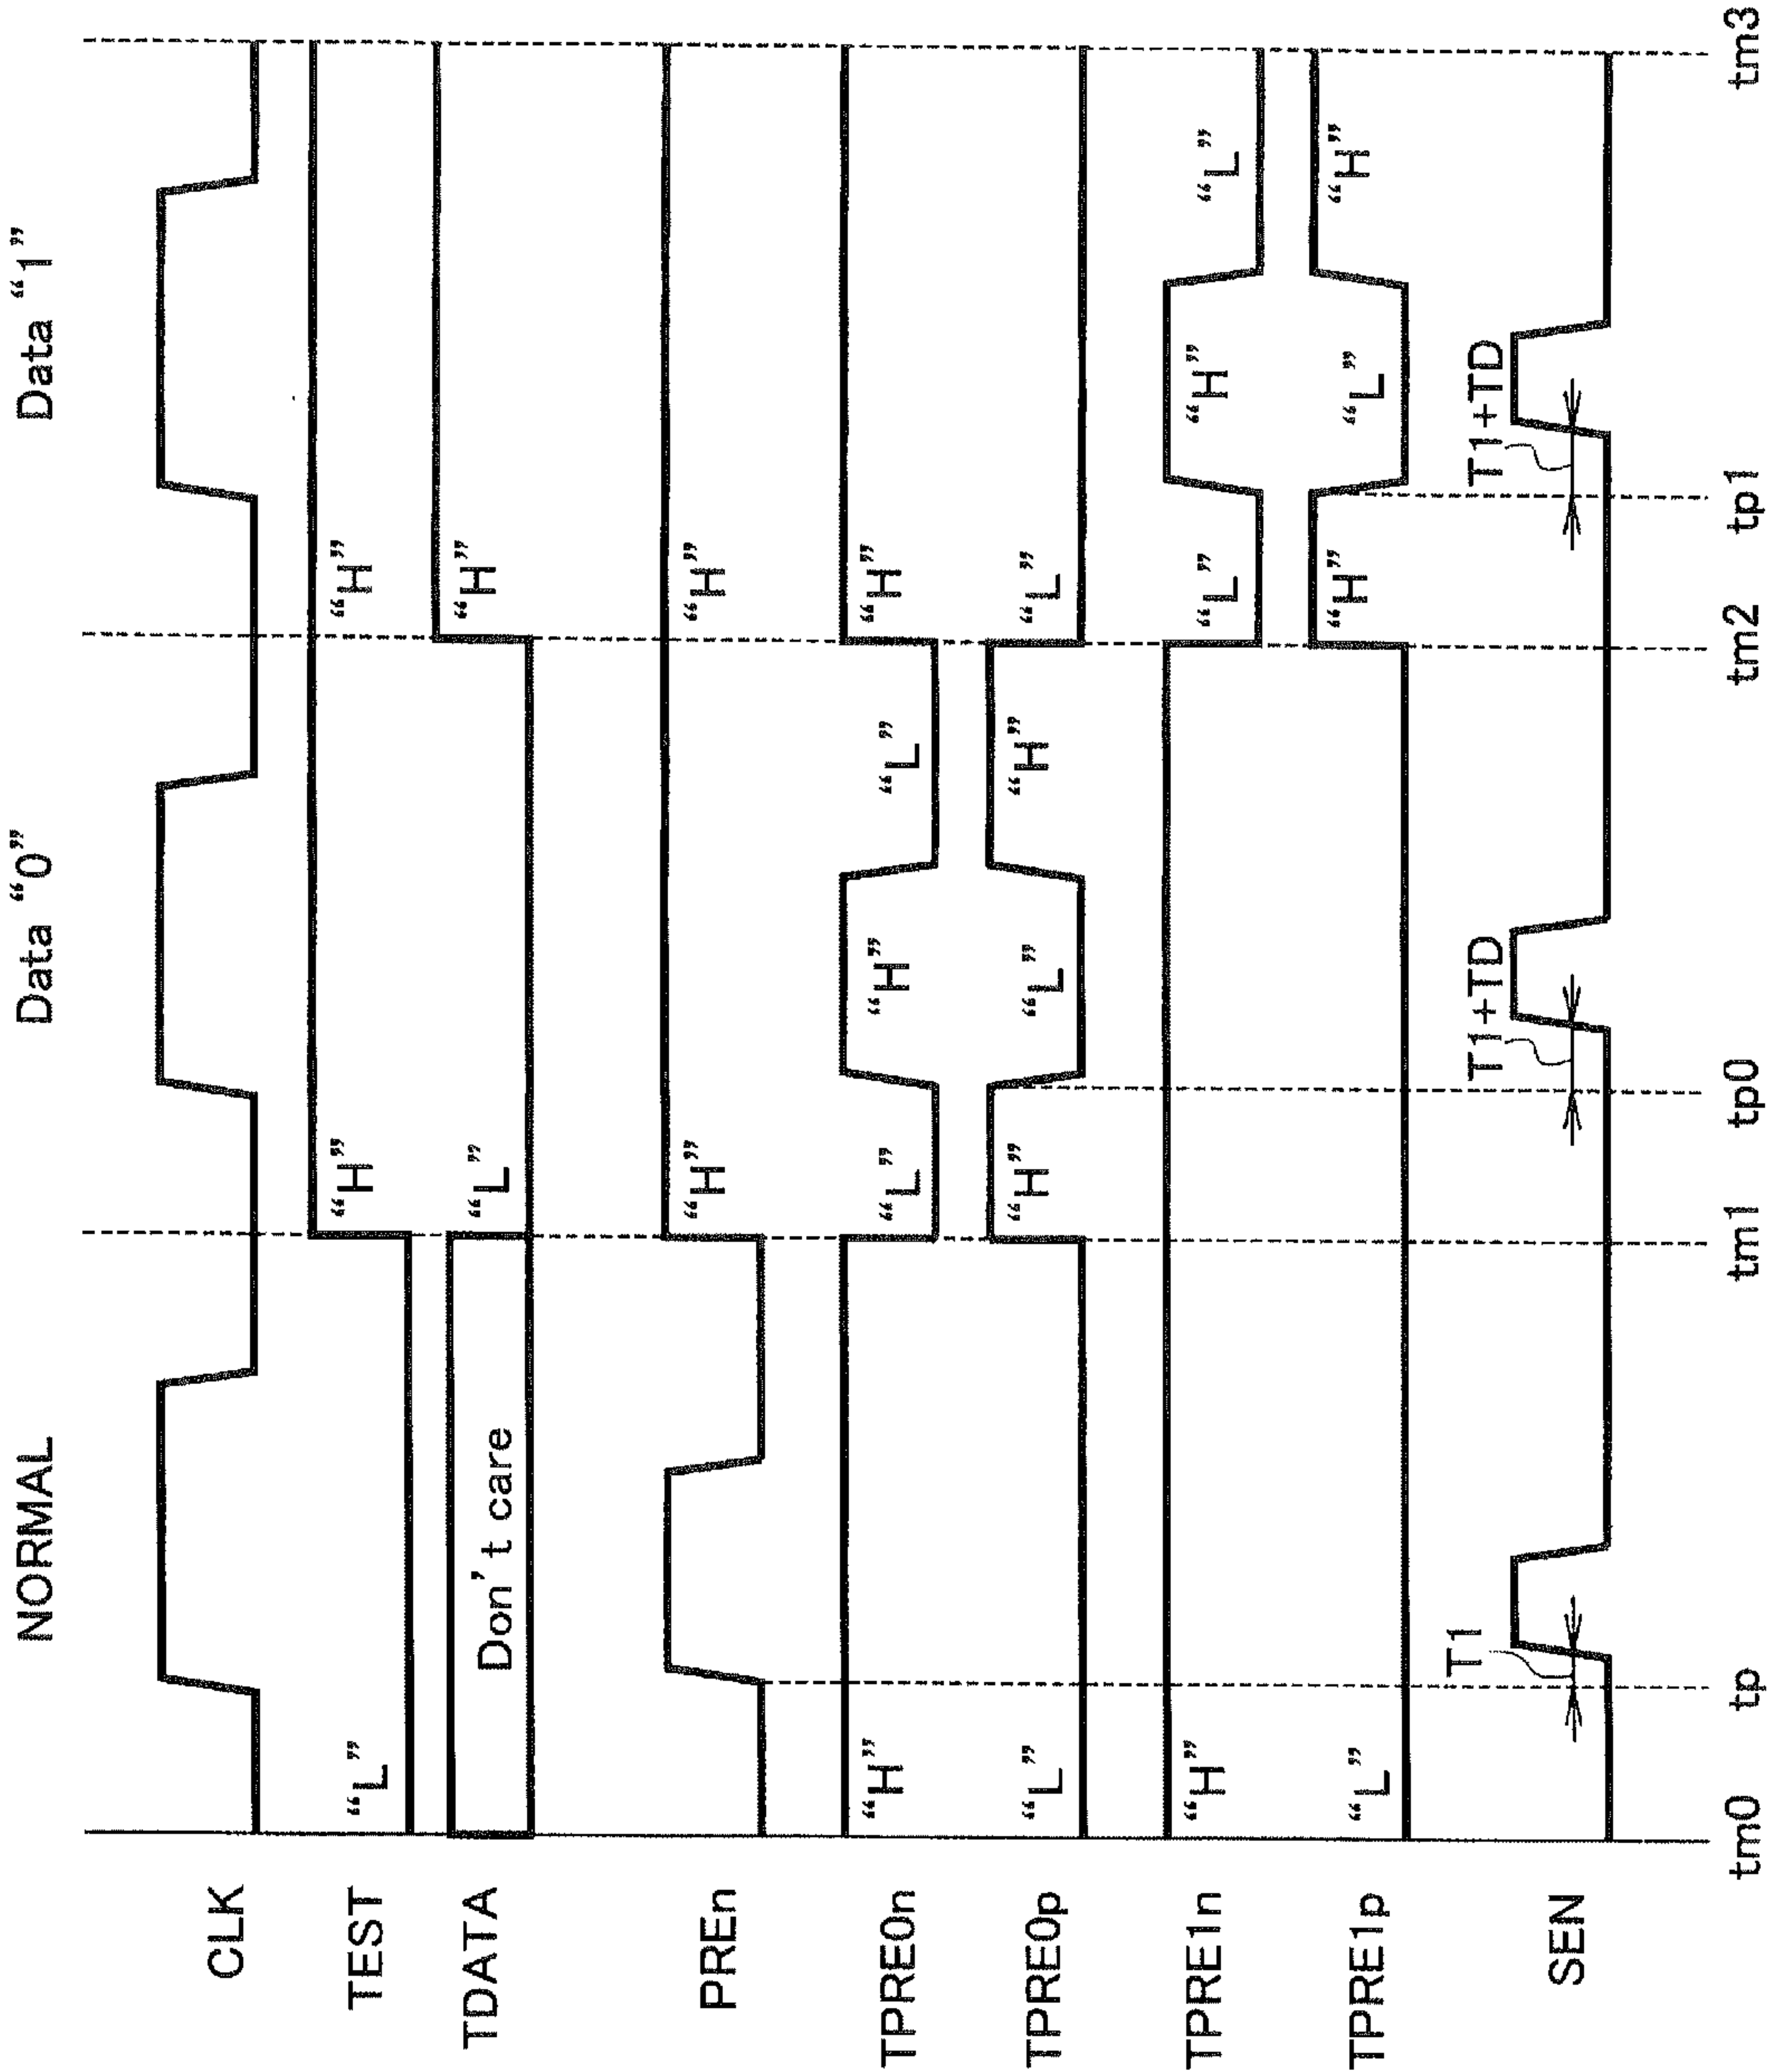 NORMAL Data “0” Data “1”
CLK
TEST “L” “H” “H”
TDATA Don't care “L” “H”
PREn “H” “H”
TPRE0n “H” “L” “H” “L” “H”
TPRE0p “L” “H” “L” “H” “L”
TPRE1n “H” “L” “H” “L”
TPRE1p “L” “H” “L” “H”
T1 T1+TD T1+TD
SEN
tm0 tp tm1 tp0 tm2 tp1 tm3